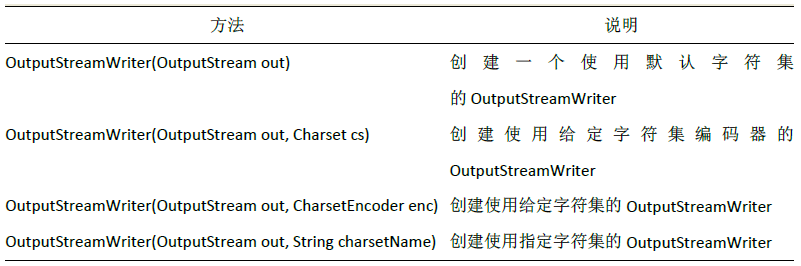 方法 说明
OutputStreamWriter(OutputStream out) 创建一个使用默认字符集
的 OutputStreamWriter
OutputStreamWriter(OutputStream out, Charset cs) 创建使用给定字符集编码器的
OutputStreamWriter
OutputStreamWriter(OutputStream out, CharsetEncoder enc) 创建使用给定字符集的 OutputStreamWriter
OutputStreamWriter(OutputStream out, String charsetName) 创建使用指定字符集的 OutputStreamWriter